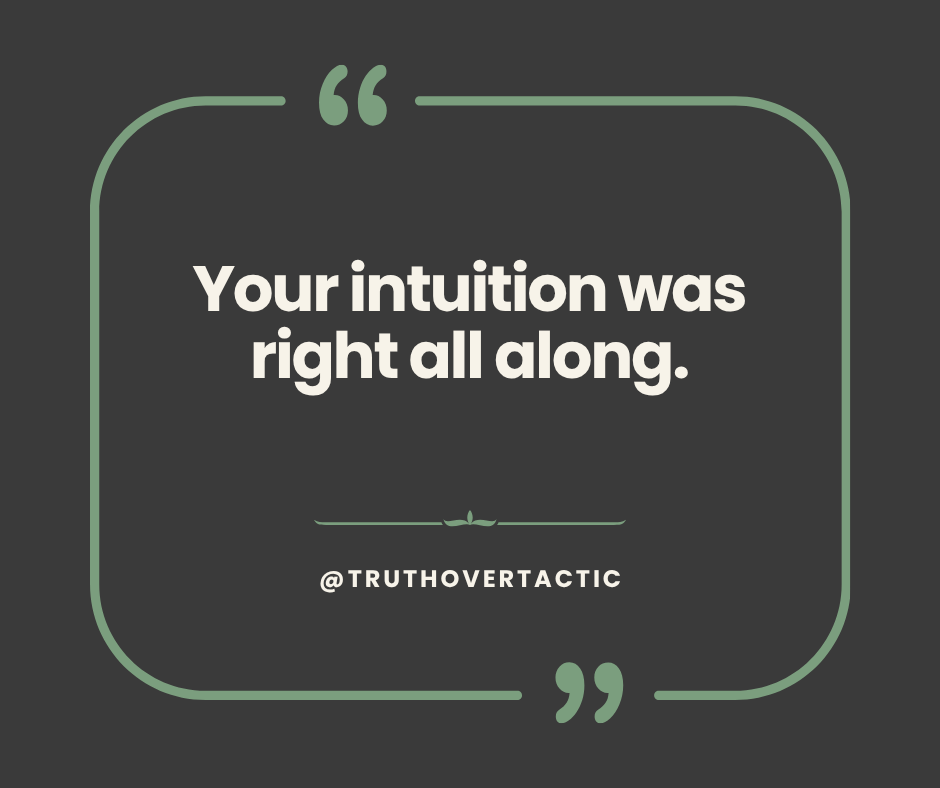 “
Your intuition was
right all along.
@TRUTHOVERTACTIC
”